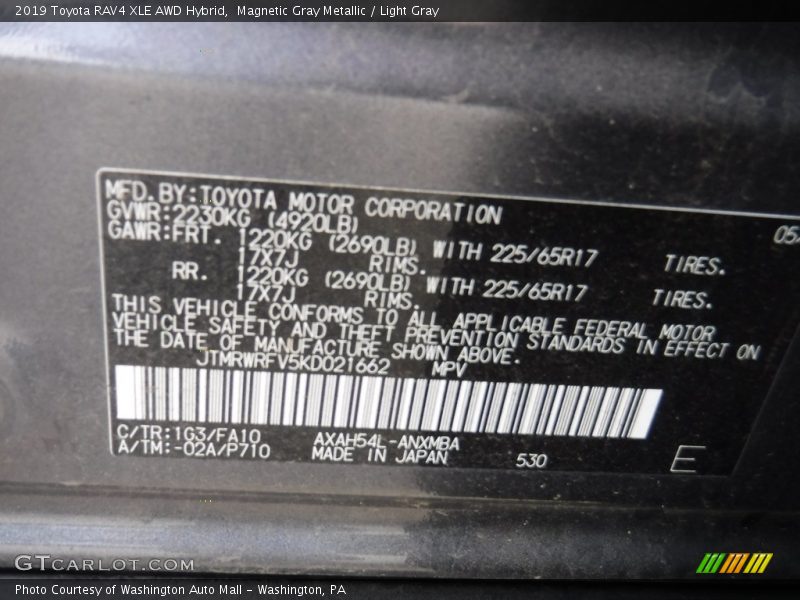 2019 Toyota RAV4 XLE AWD Hybrid, Magnetic Gray Metallic / Light Gray
MFD.BY:TOYOTA MOTOR CORPORATION 05/
GVWR:2230KG (4920LB)
GAWR:FRT. 1220KG (2690LB) WITH 225/65R17 TIRES.
17X7J RIMS.
RR. 1220KG (2690LB) WITH 225/65R17 TIRES.
17X7J RIMS.
THIS VEHICLE CONFORMS TO ALL APPLICABLE FEDERAL MOTOR
VEHICLE SAFETY AND THEFT PREVENTION STANDARDS IN EFFECT ON
THE DATE OF MANUFACTURE SHOWN ABOVE.
JTMRWRFV5KD021662 MPV
C/TR:1G3/FA10 AXAH54L-ANXMBA
A/TM:-02A/P710 MADE IN JAPAN 530 E
GTCARLOT.COM
Photo Courtesy of Washington Auto Mall - Washington, PA